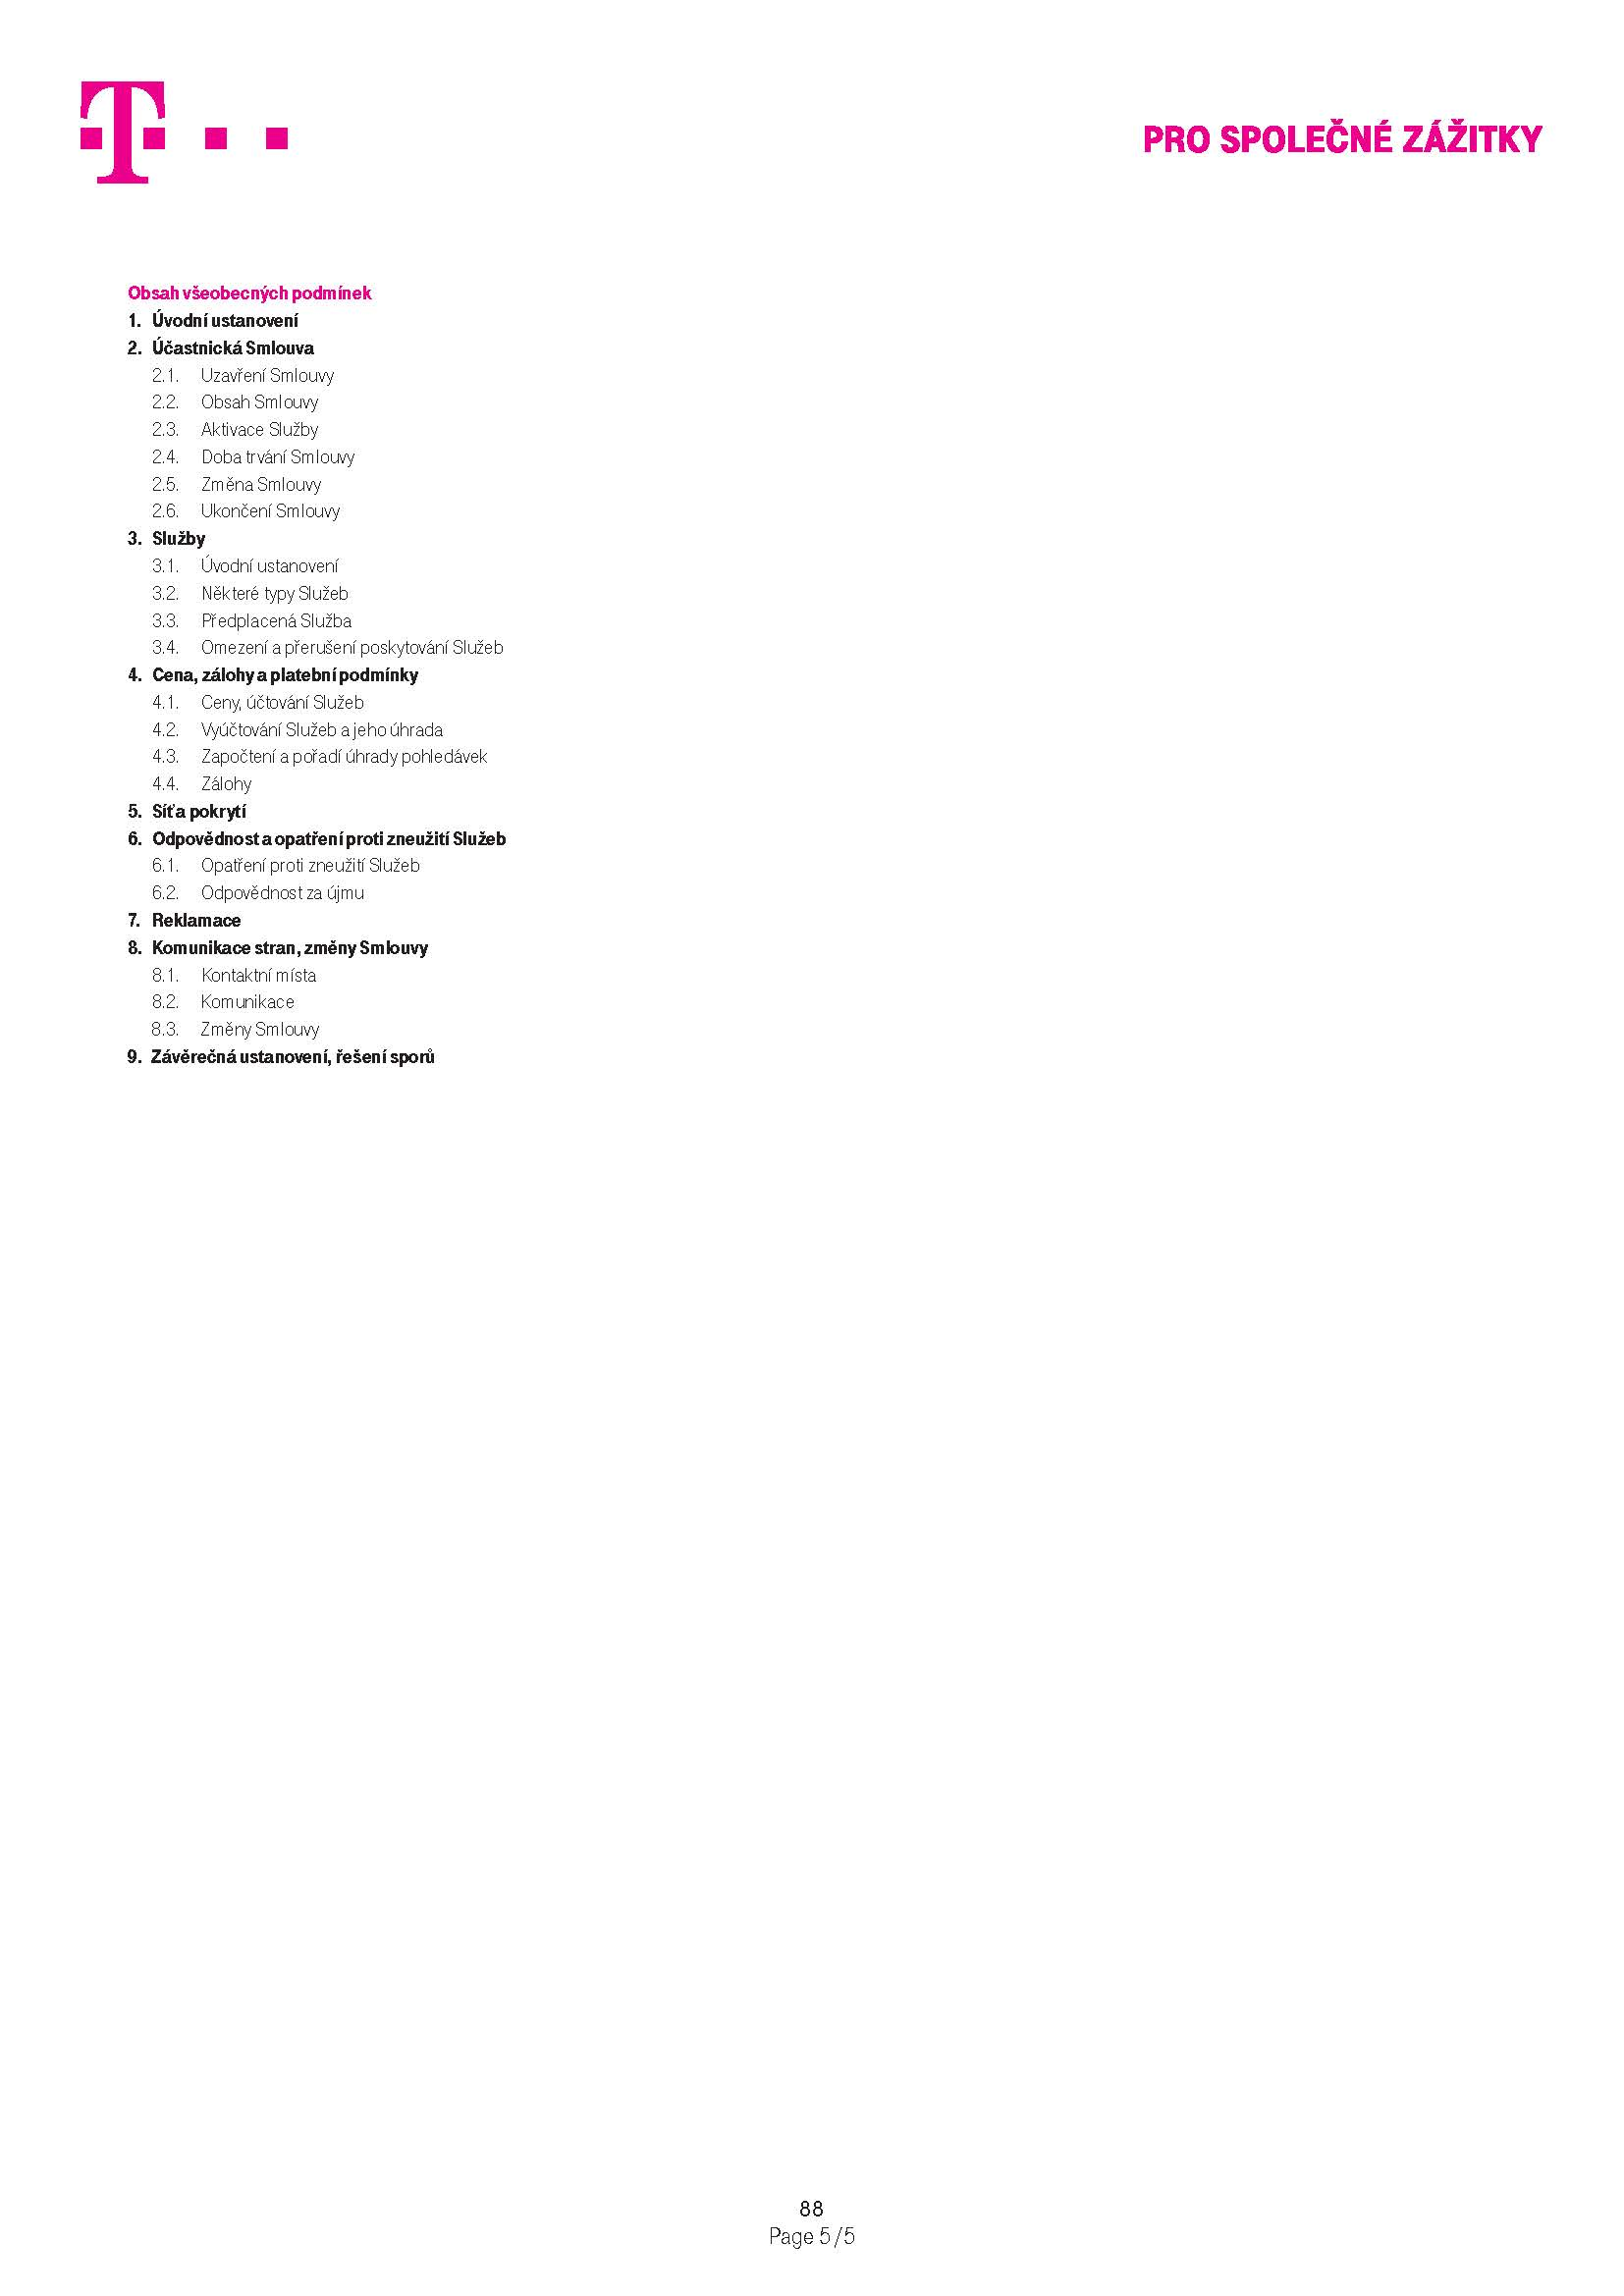 T
PRO SPOLEČNÉ ZÁŽITKY
Obsah všeobecných podmínek
1. Úvodní ustanovení
2. Účastnická Smlouva
2.1. Uzavření Smlouvy
2.2. Obsah Smlouvy
2.3. Aktivace Služby
2.4. Doba trvání Smlouvy
2.5. Změna Smlouvy
2.6. Ukončení Smlouvy
3. Služby
3.1. Úvodní ustanovení
3.2. Některé typy Služeb
3.3. Předplacená Služba
3.4. Omezení a přerušení poskytování Služeb
4. Cena, zálohy a platební podmínky
4.1. Ceny, účtování Služeb
4.2. Vyúčtování Služeb a jeho úhrada
4.3. Započtení a pořadí úhrady pohledávek
4.4. Zálohy
5. Síť a pokrytí
6. Odpovědnost a opatření proti zneužití Služeb
6.1. Opatření proti zneužití Služeb
6.2. Odpovědnost za újmu
7. Reklamace
8. Komunikace stran, změny Smlouvy
8.1. Kontaktní místa
8.2. Komunikace
8.3. Změny Smlouvy
9. Závěrečná ustanovení, řešení sporů
88
Page 5/5